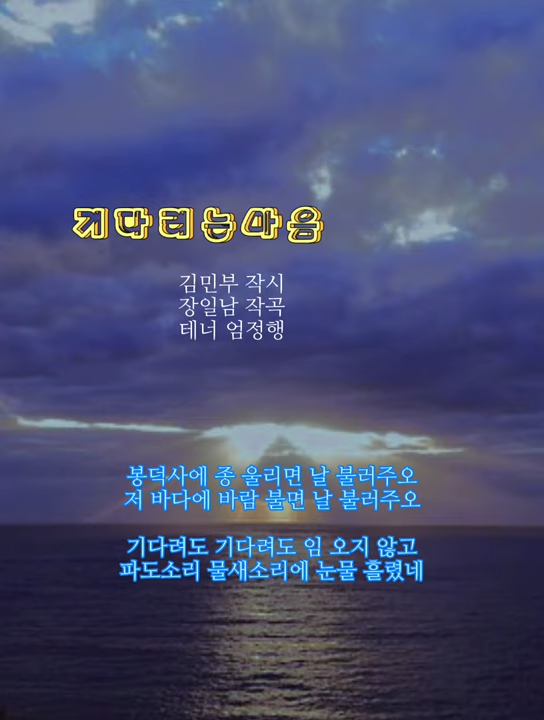 기다리는마음
김민부 작시
장일남 작곡
테너 엄정행
봉덕사에 종 울리면 날 불러주오
저 바다에 바람 불면 날 불러주오
기다려도 기다려도 임 오지 않고
파도소리 물새소리에 눈물 흘렸네